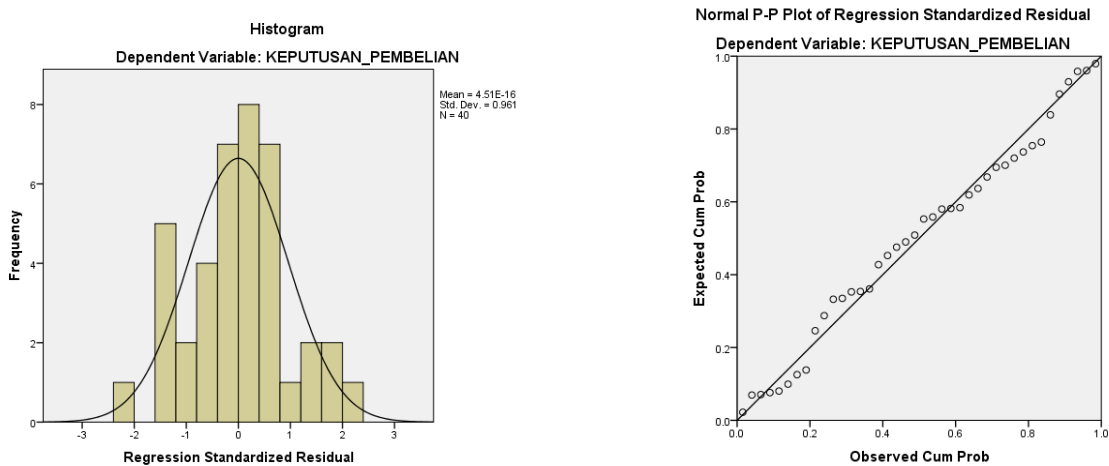 Histogram
Dependent Variable: KEPUTUSAN_PEMBELIAN
Mean = 4.51E-16
Std. Dev. = 0.961
N = 40
Frequency
8
6
4
2
0
-3 -2 -1 0 1 2 3
Regression Standardized Residual
Normal P-P Plot of Regression Standardized Residual
Dependent Variable: KEPUTUSAN_PEMBELIAN
Expected Cum Prob
1.0
0.8
0.6
0.4
0.2
0.0
0.0 0.2 0.4 0.6 0.8 1.0
Observed Cum Prob